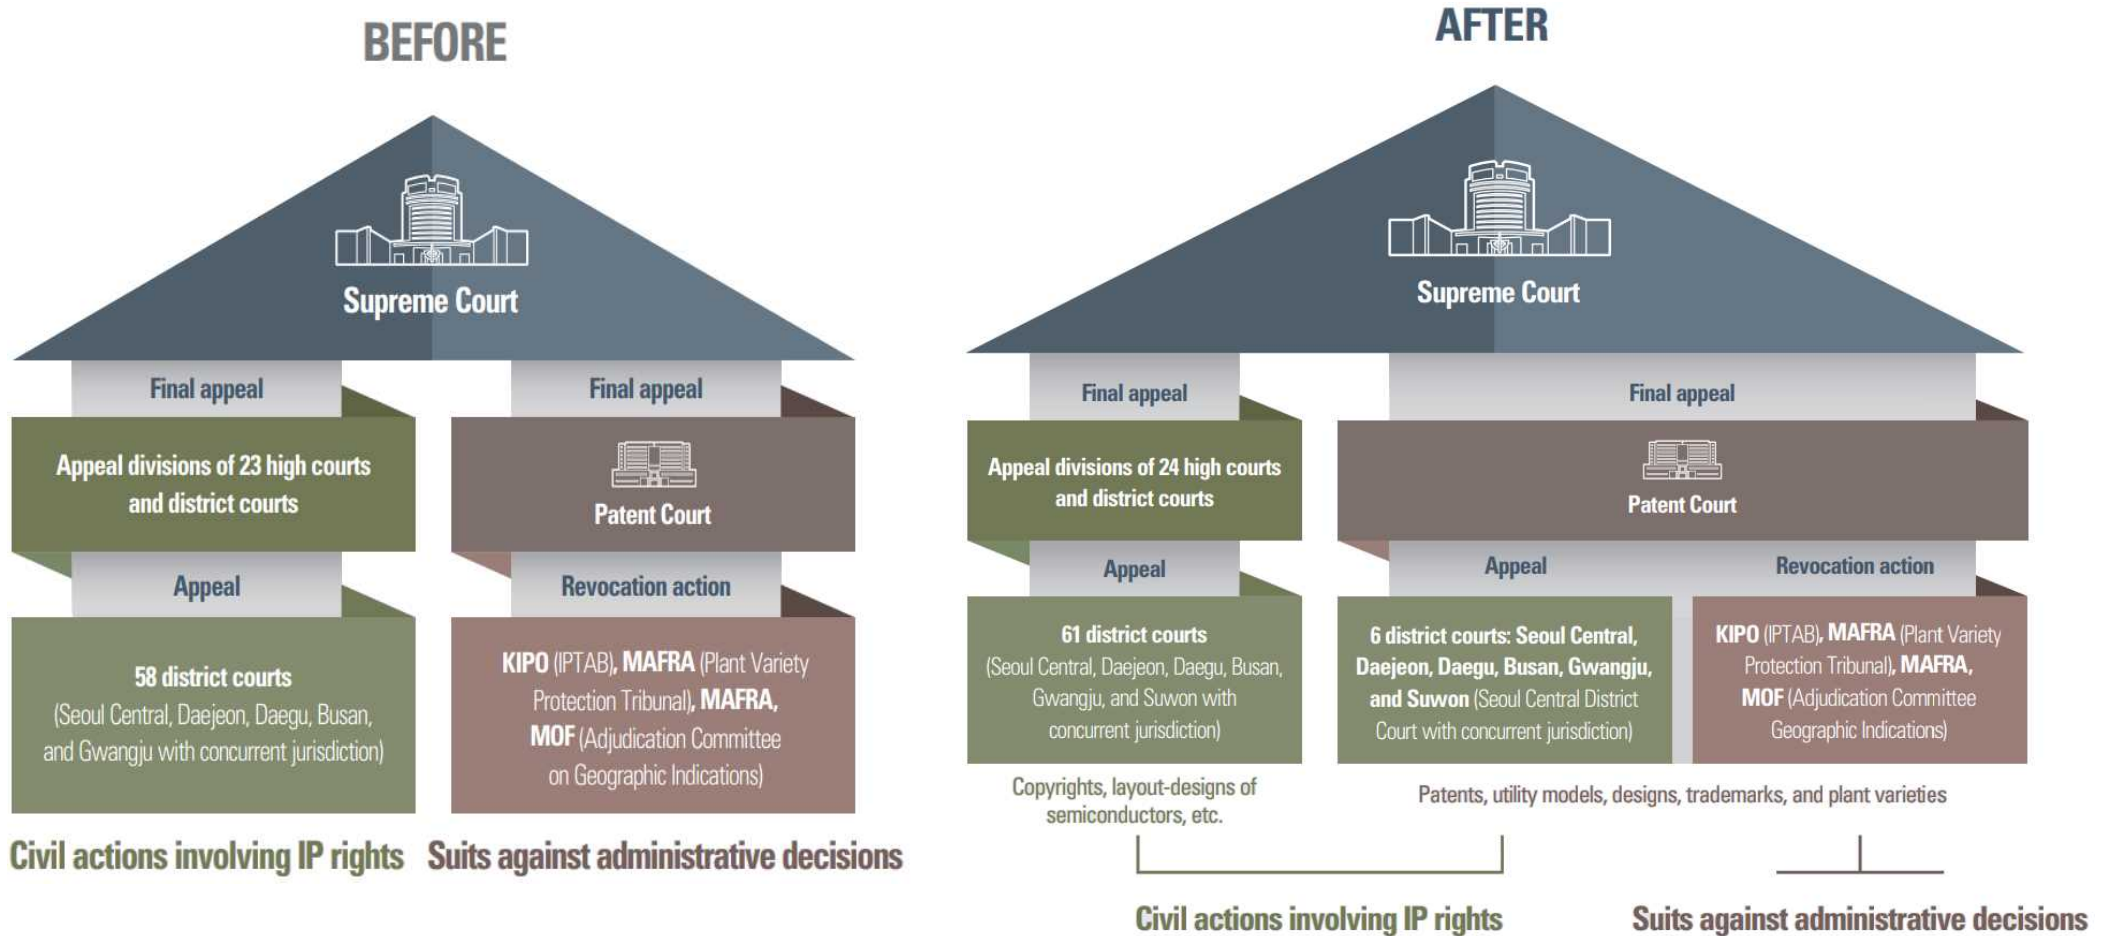 BEFORE
Supreme Court
Final appeal
Appeal divisions of 23 high courts
and district courts
Appeal
58 district courts
(Seoul Central, Daejeon, Daegu, Busan,
and Gwangju with concurrent jurisdiction)
Civil actions involving IP rights
Final appeal
Patent Court
Revocation action
KIPO (IPTAB), MAFRA (Plant Variety
Protection Tribunal), MAFRA,
MOF (Adjudication Committee
on Geographic Indications)
Suits against administrative decisions
AFTER
Supreme Court
Final appeal
Appeal divisions of 24 high courts
and district courts
Appeal
61 district courts
(Seoul Central, Daejeon, Daegu, Busan,
Gwangju, and Suwon with
concurrent jurisdiction)
Copyrights, layout-designs of
semiconductors, etc.
Final appeal
Patent Court
Appeal
6 district courts: Seoul Central,
Daejeon, Daegu, Busan, Gwangju,
and Suwon (Seoul Central District
Court with concurrent jurisdiction)
Revocation action
KIPO (IPTAB), MAFRA (Plant Variety
Protection Tribunal), MAFRA,
MOF (Adjudication Committee
Geographic Indications)
Patents, utility models, designs, trademarks, and plant varieties
Civil actions involving IP rights
Suits against administrative decisions